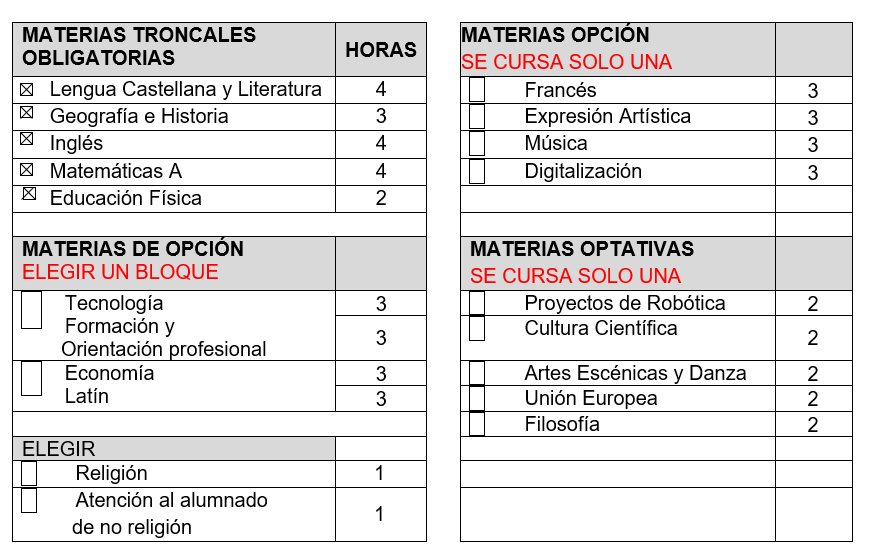 MATERIAS TRONCALES
OBLIGATORIAS
HORAS
Lengua Castellana y Literatura 4
Geografía e Historia 3
Inglés 4
Matemáticas A 4
Educación Física 2
MATERIAS DE OPCIÓN
ELEGIR UN BLOQUE
Tecnología 3
Formación y
Orientación profesional 3
Economía 3
Latín 3
ELEGIR
Religión 1
Atención al alumnado
de no religión 1
MATERIAS OPCIÓN
SE CURSA SOLO UNA
Francés 3
Expresión Artística 3
Música 3
Digitalización 3
MATERIAS OPTATIVAS
SE CURSA SOLO UNA
Proyectos de Robótica 2
Cultura Científica 2
Artes Escénicas y Danza 2
Unión Europea 2
Filosofía 2